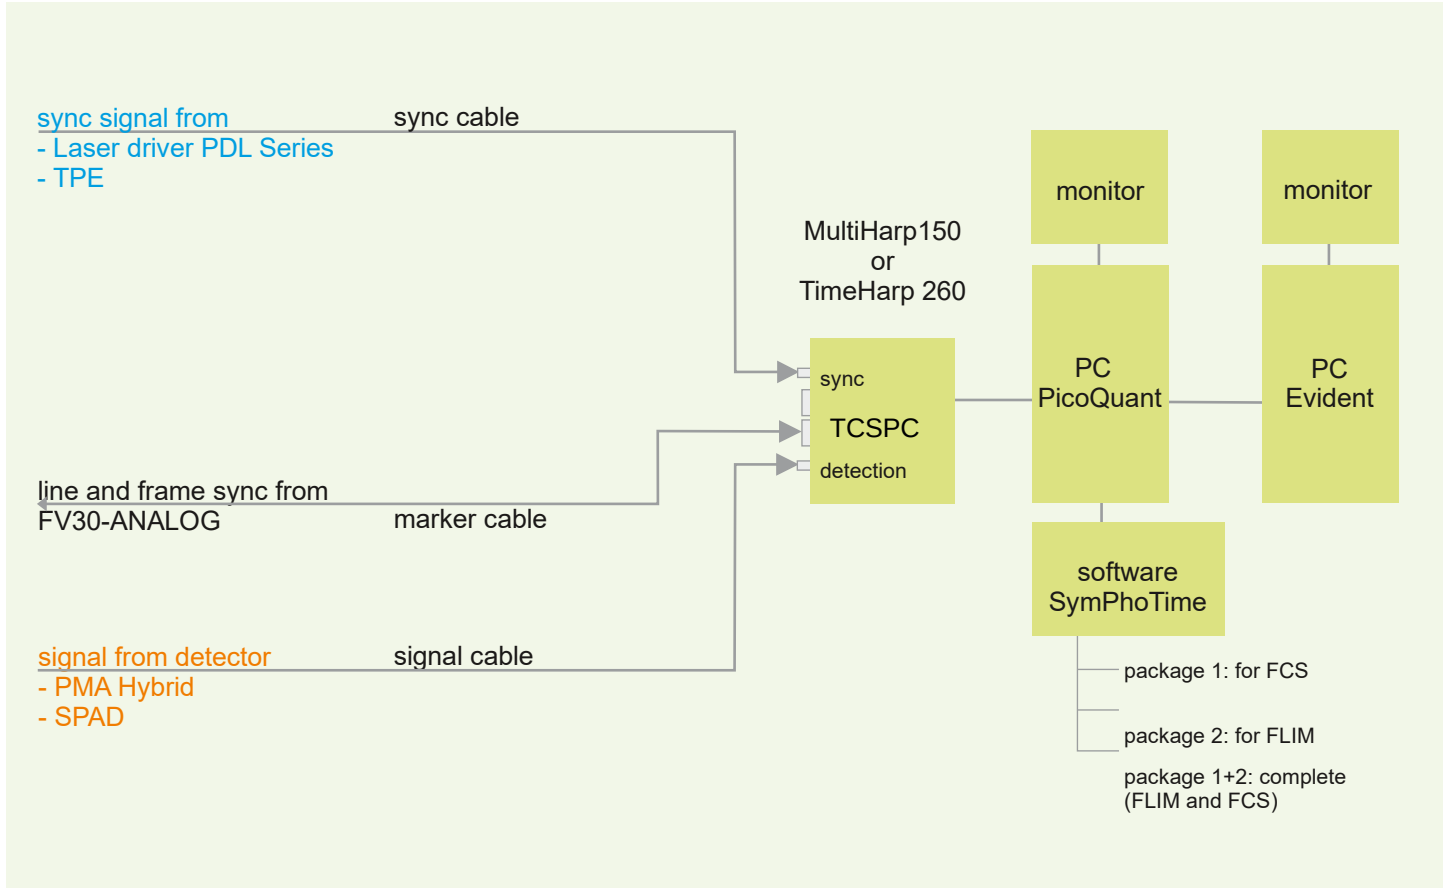 sync signal from
- Laser driver PDL Series
- TPE
sync cable
line and frame sync from
FV30-ANALOG
marker cable
signal from detector
- PMA Hybrid
- SPAD
signal cable
MultiHarp150
or
TimeHarp 260
sync
TCSPC
detection
monitor
PC
PicoQuant
monitor
PC
Evident
software
SymPhoTime
package 1: for FCS
package 2: for FLIM
package 1+2: complete
(FLIM and FCS)